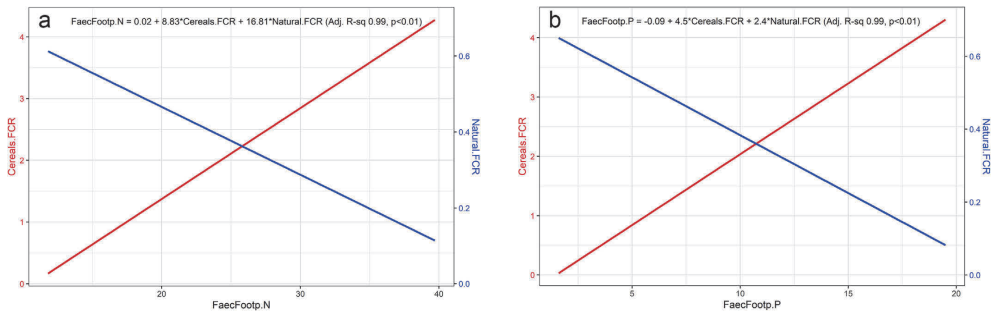 a
FaecFootp.N = 0.02 + 8.83*Cereals.FCR + 16.81*Natural.FCR (Adj. R-sq 0.99, p<0.01)
4
3
2
1
0
Cereals.FCR
0.6
0.4
0.2
0.0
Natural.FCR
20
30
40
FaecFootp.N
b
FaecFootp.P = -0.09 + 4.5*Cereals.FCR + 2.4*Natural.FCR (Adj. R-sq 0.99, p<0.01)
4
3
2
1
0
Cereals.FCR
0.6
0.4
0.2
0.0
Natural.FCR
5
10
15
20
FaecFootp.P